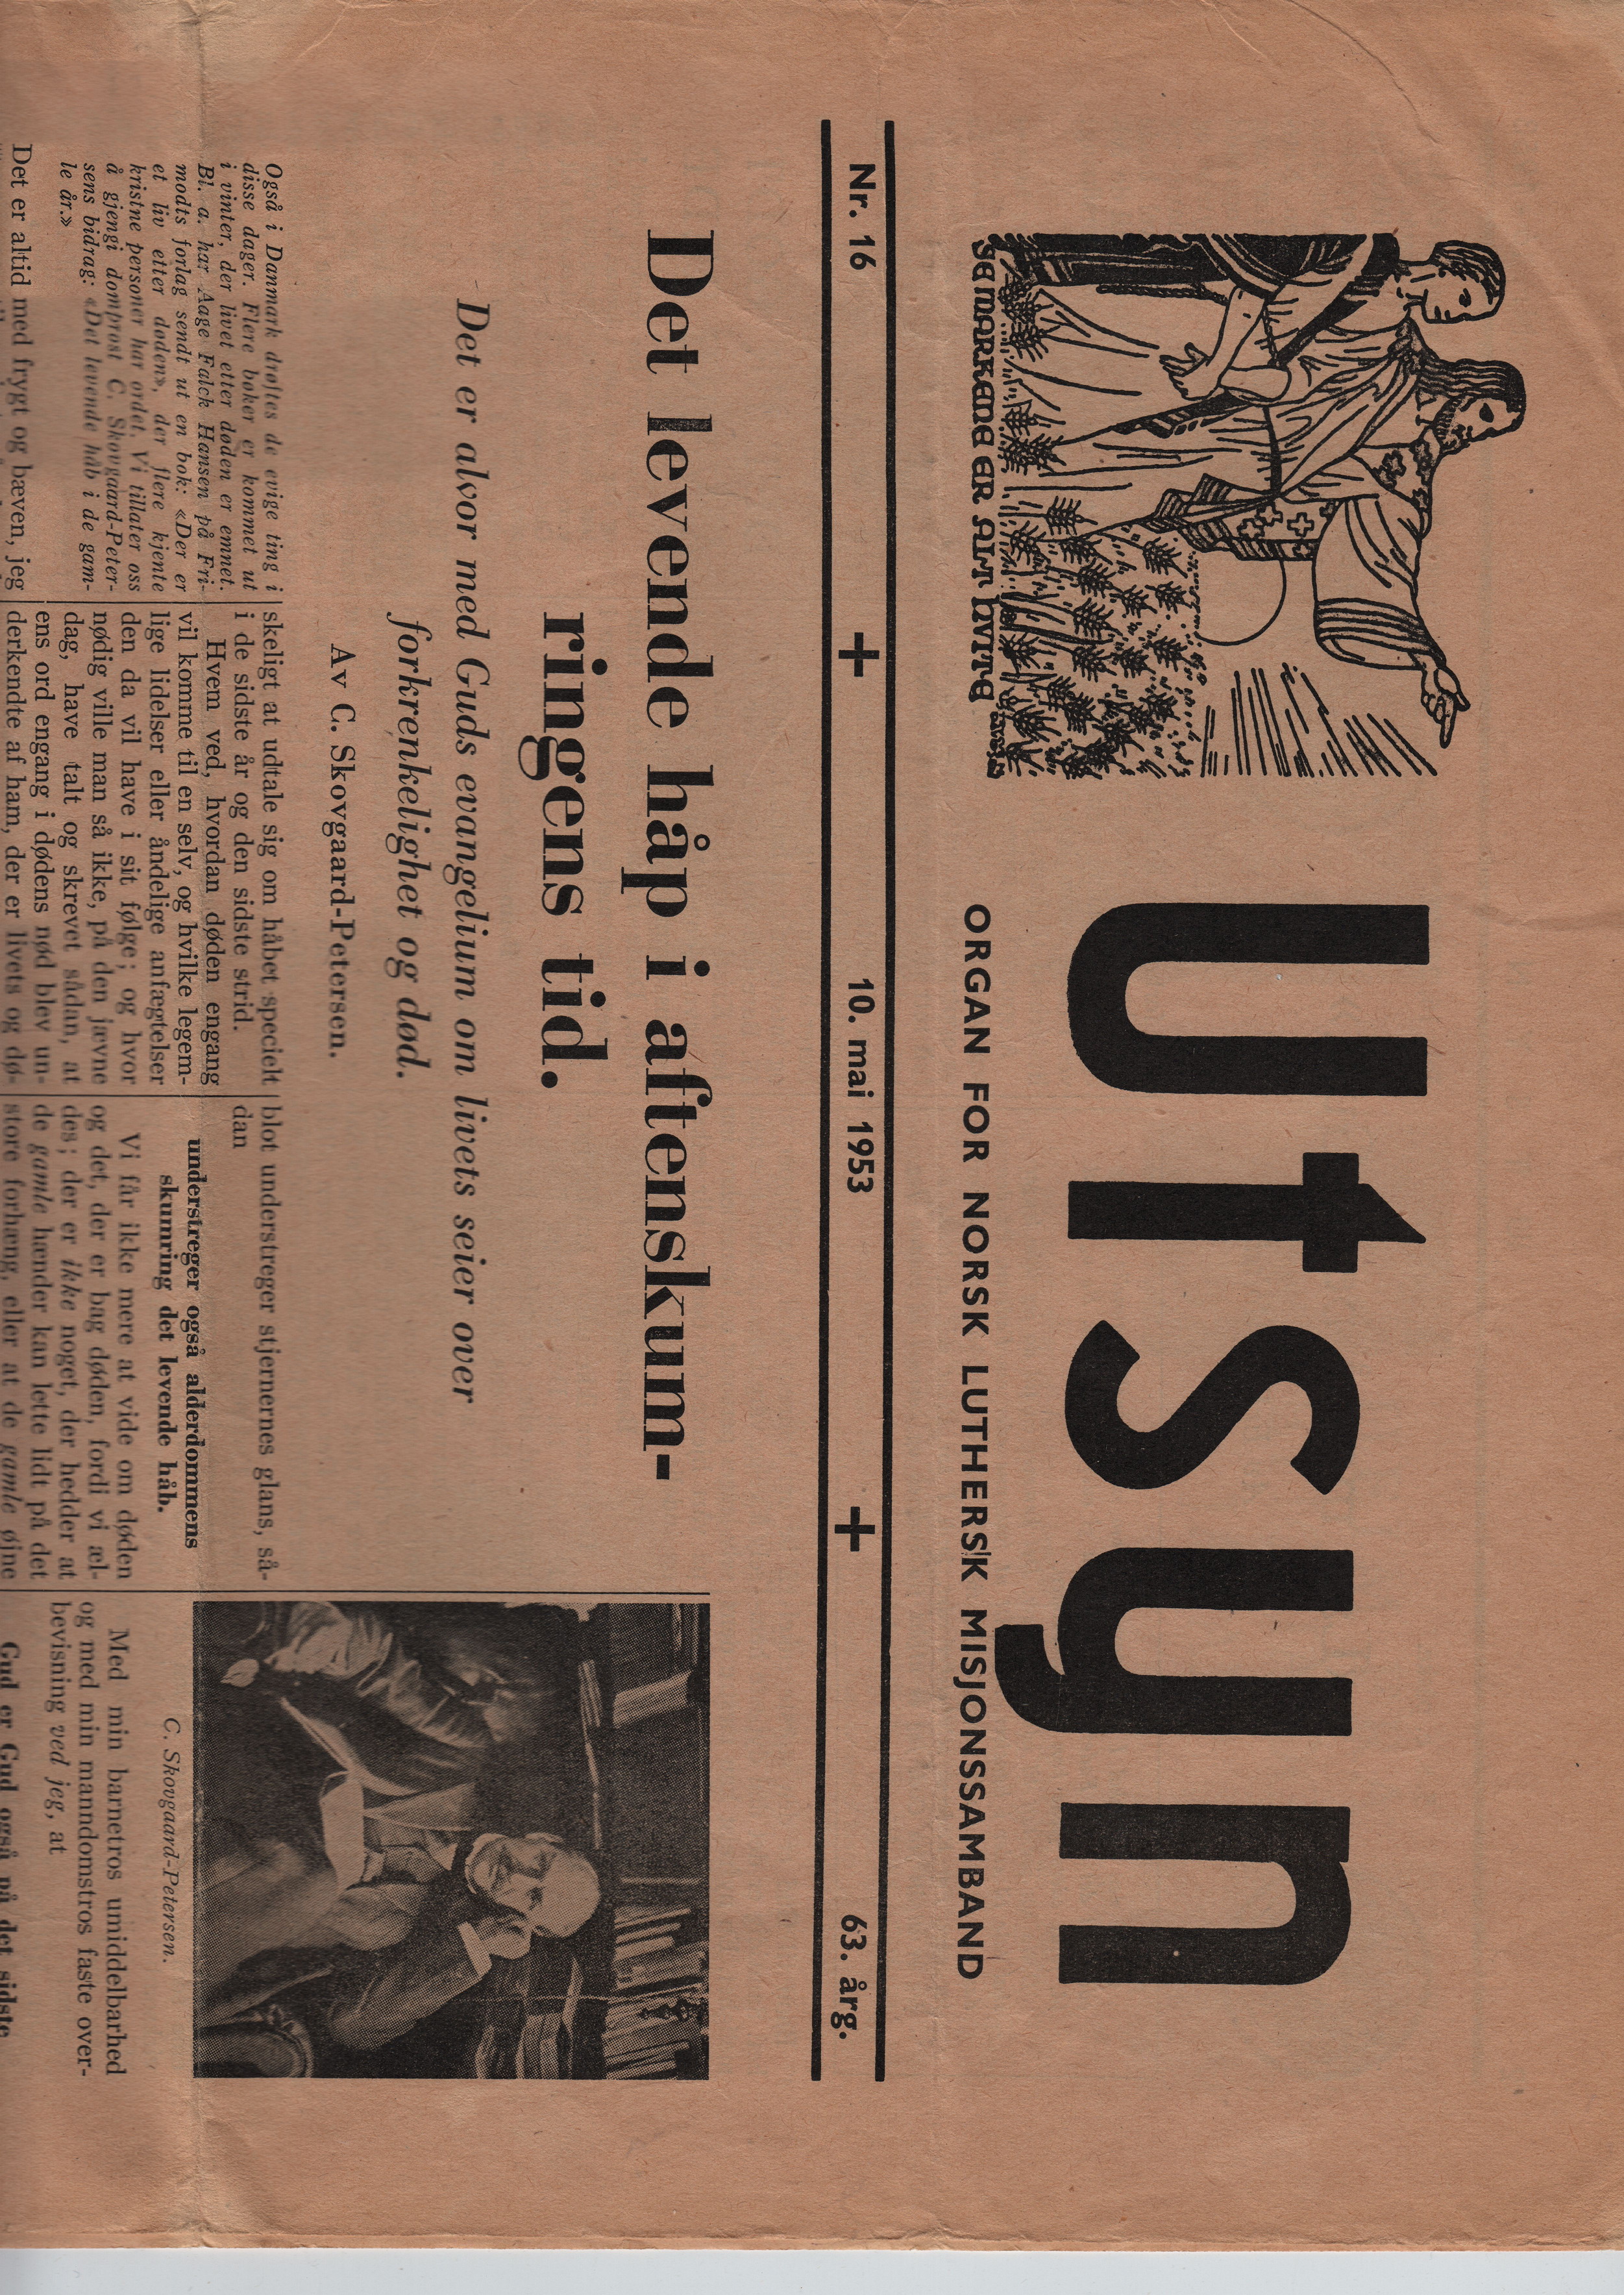 SE MARKENE ER ALT HVITE
Utsyn
ORGAN FOR NORSK LUTHERSK MISJONSSAMBAND
Nr. 16 + 10. mai 1953 + 63. årg.
Det levende håp i aftenskum-
ringens tid.
Det er alvor med Guds evangelium om livets seier over
forkrenkelighet og død.
Av C. Skovgaard-Petersen.
Også i Danmark drøftes de evige ting i
disse dager. Flere bøker er kommet ut
i vinter, der livet etter døden er emnet.
Bl. a. har Aage Falck Hansen på Fri-
modts forlag sendt ut en bok: «Der er
et liv etter døden», der flere kjente
kristne personer har ordet. Vi tillater oss
å gjengi domprost C. Skovgaard-Peter-
sens bidrag: «Det levende håb i de gam-
le år.»
Det er altid med frygt og bæven, jeg
skeligt at udtale sig om håbet specielt
i de sidste år og den sidste strid.
Hvem ved, hvordan døden engang
vil komme til en selv, og hvilke legem-
lige lidelser eller åndelige anfægtelser
den da vil have i sit følge; og hvor
nødig ville man så ikke, på den jævne
dag, have talt og skrevet sådan, at
ens ord engang i dødens nød blev un-
derkendte af ham, der er livets og dø-
blot understreger stjernernes glans, så-
dan
understreger også alderdommens
skumring det levende håb.
Vi får ikke mere at vide om døden
og det, der er bag døden, fordi vi æl-
des; der er ikke noget, der hedder at
de gamle hænder kan lette lidt på det
store forhæng, eller at de gamle øjne
C. Skovgaard-Petersen.
Med min barnetros umiddelbarhed
og med min manndomstros faste over-
bevisning ved jeg, at
Gud er Gud også på det sidste